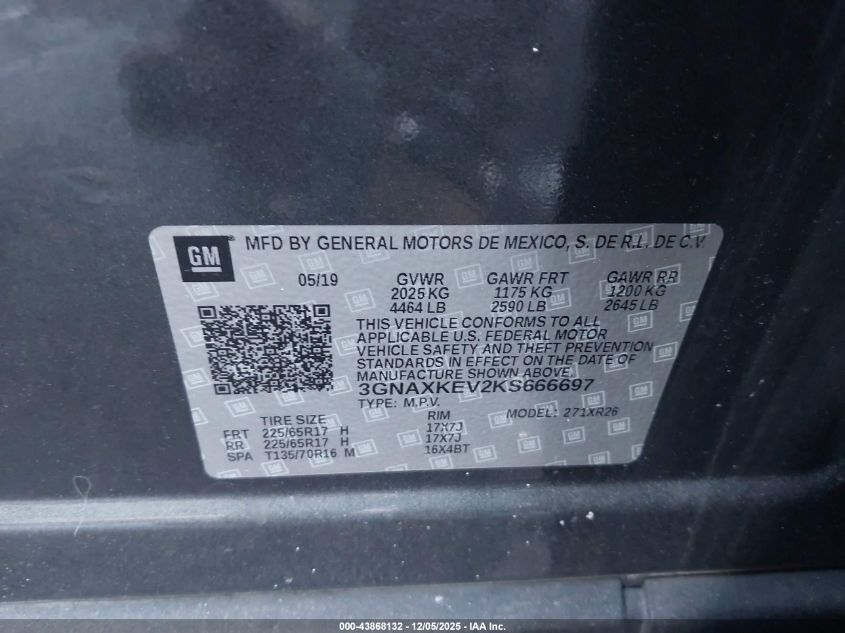 GM ® MFD BY GENERAL MOTORS DE MEXICO, S. DE R.L. DE C.V.
05/19 GVWR GAWR FRT GAWR RR
2025 KG 1175 KG 1200 KG
4464 LB 2590 LB 2645 LB
THIS VEHICLE CONFORMS TO ALL
APPLICABLE U.S. FEDERAL MOTOR
VEHICLE SAFETY AND THEFT PREVENTION
STANDARDS IN EFFECT ON THE DATE OF
MANUFACTURE SHOWN ABOVE.
3GNAXKEV2KS666697
TYPE: M.P.V. MODEL: 271XR26
TIRE SIZE RIM
FRT 225/65R17 H 17X7J
RR 225/65R17 H 17X7J
SPA T135/70R16 M 16X4BT
000-43868132 - 12/05/2025 - IAA Inc.